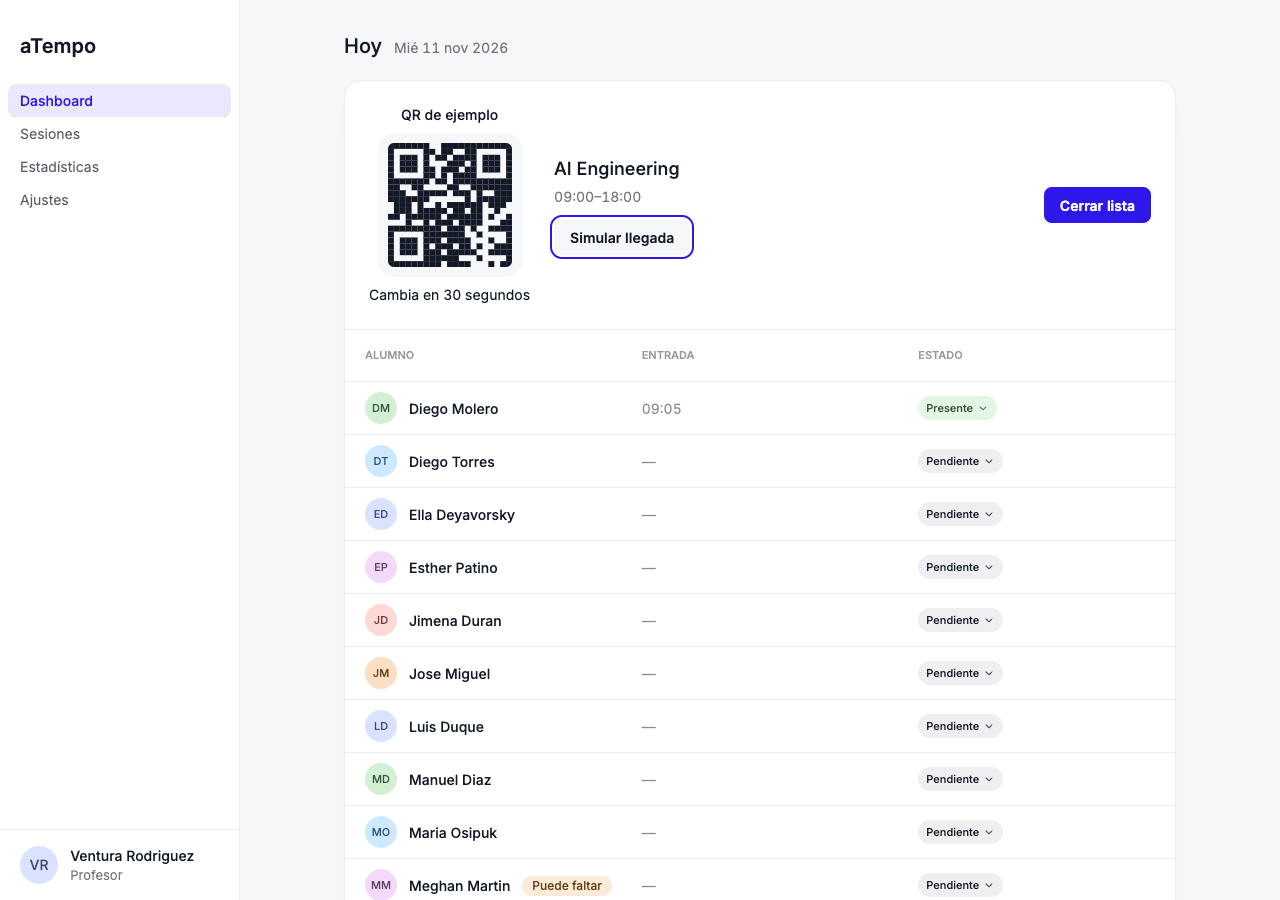 aTempo
Dashboard
Sesiones
Estadísticas
Ajustes
Ventura Rodriguez
Profesor
VR
Hoy Mié 11 nov 2026
QR de ejemplo
AI Engineering
09:00–18:00
Simular llegada
Cerrar lista
Cambia en 30 segundos
ALUMNO ENTRADA ESTADO
DM Diego Molero 09:05 Presente
DT Diego Torres — Pendiente
ED Ella Deyavorsky — Pendiente
EP Esther Patino — Pendiente
JD Jimena Duran — Pendiente
JM Jose Miguel — Pendiente
LD Luis Duque — Pendiente
MD Manuel Diaz — Pendiente
MO Maria Osipuk — Pendiente
MM Meghan Martin Puede faltar — Pendiente